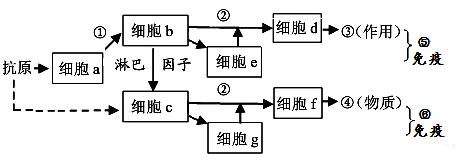 ② 
① 细胞 b 细胞 d ③(作用)
细胞 e ⑤
抗原 细胞 a 淋巴 因子 免疫
②
细胞 c 细胞 f ④(物质)
细胞 g ⑥
免疫